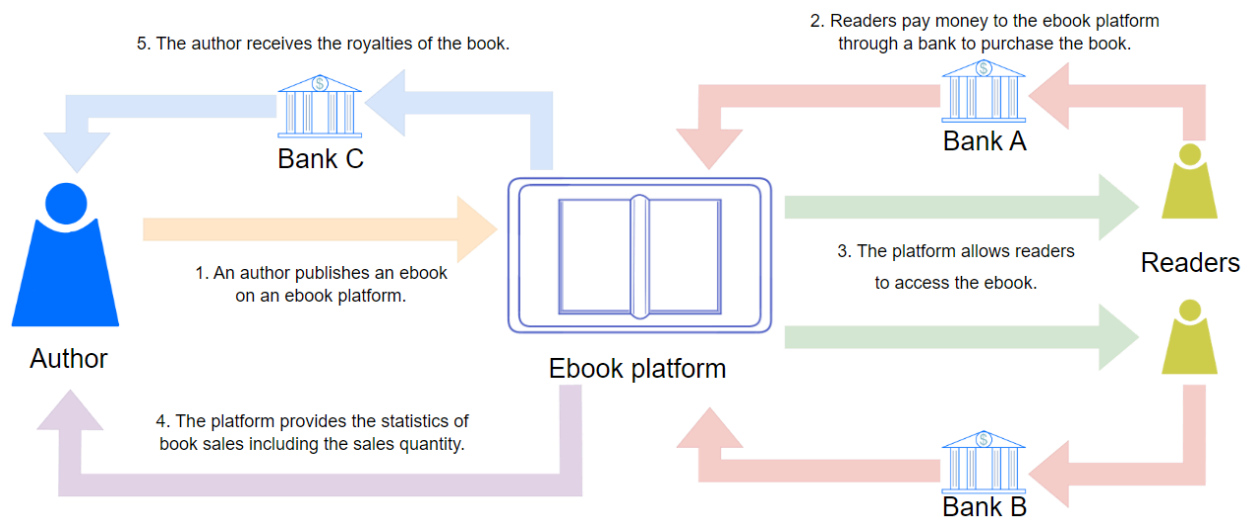 5. The author receives the royalties of the book.
2. Readers pay money to the ebook platform
through a bank to purchase the book.
$
Bank C
$
Bank A
1. An author publishes an ebook
on an ebook platform.
3. The platform allows readers
to access the ebook.
Readers
Author
Ebook platform
4. The platform provides the statistics of
book sales including the sales quantity.
$
Bank B